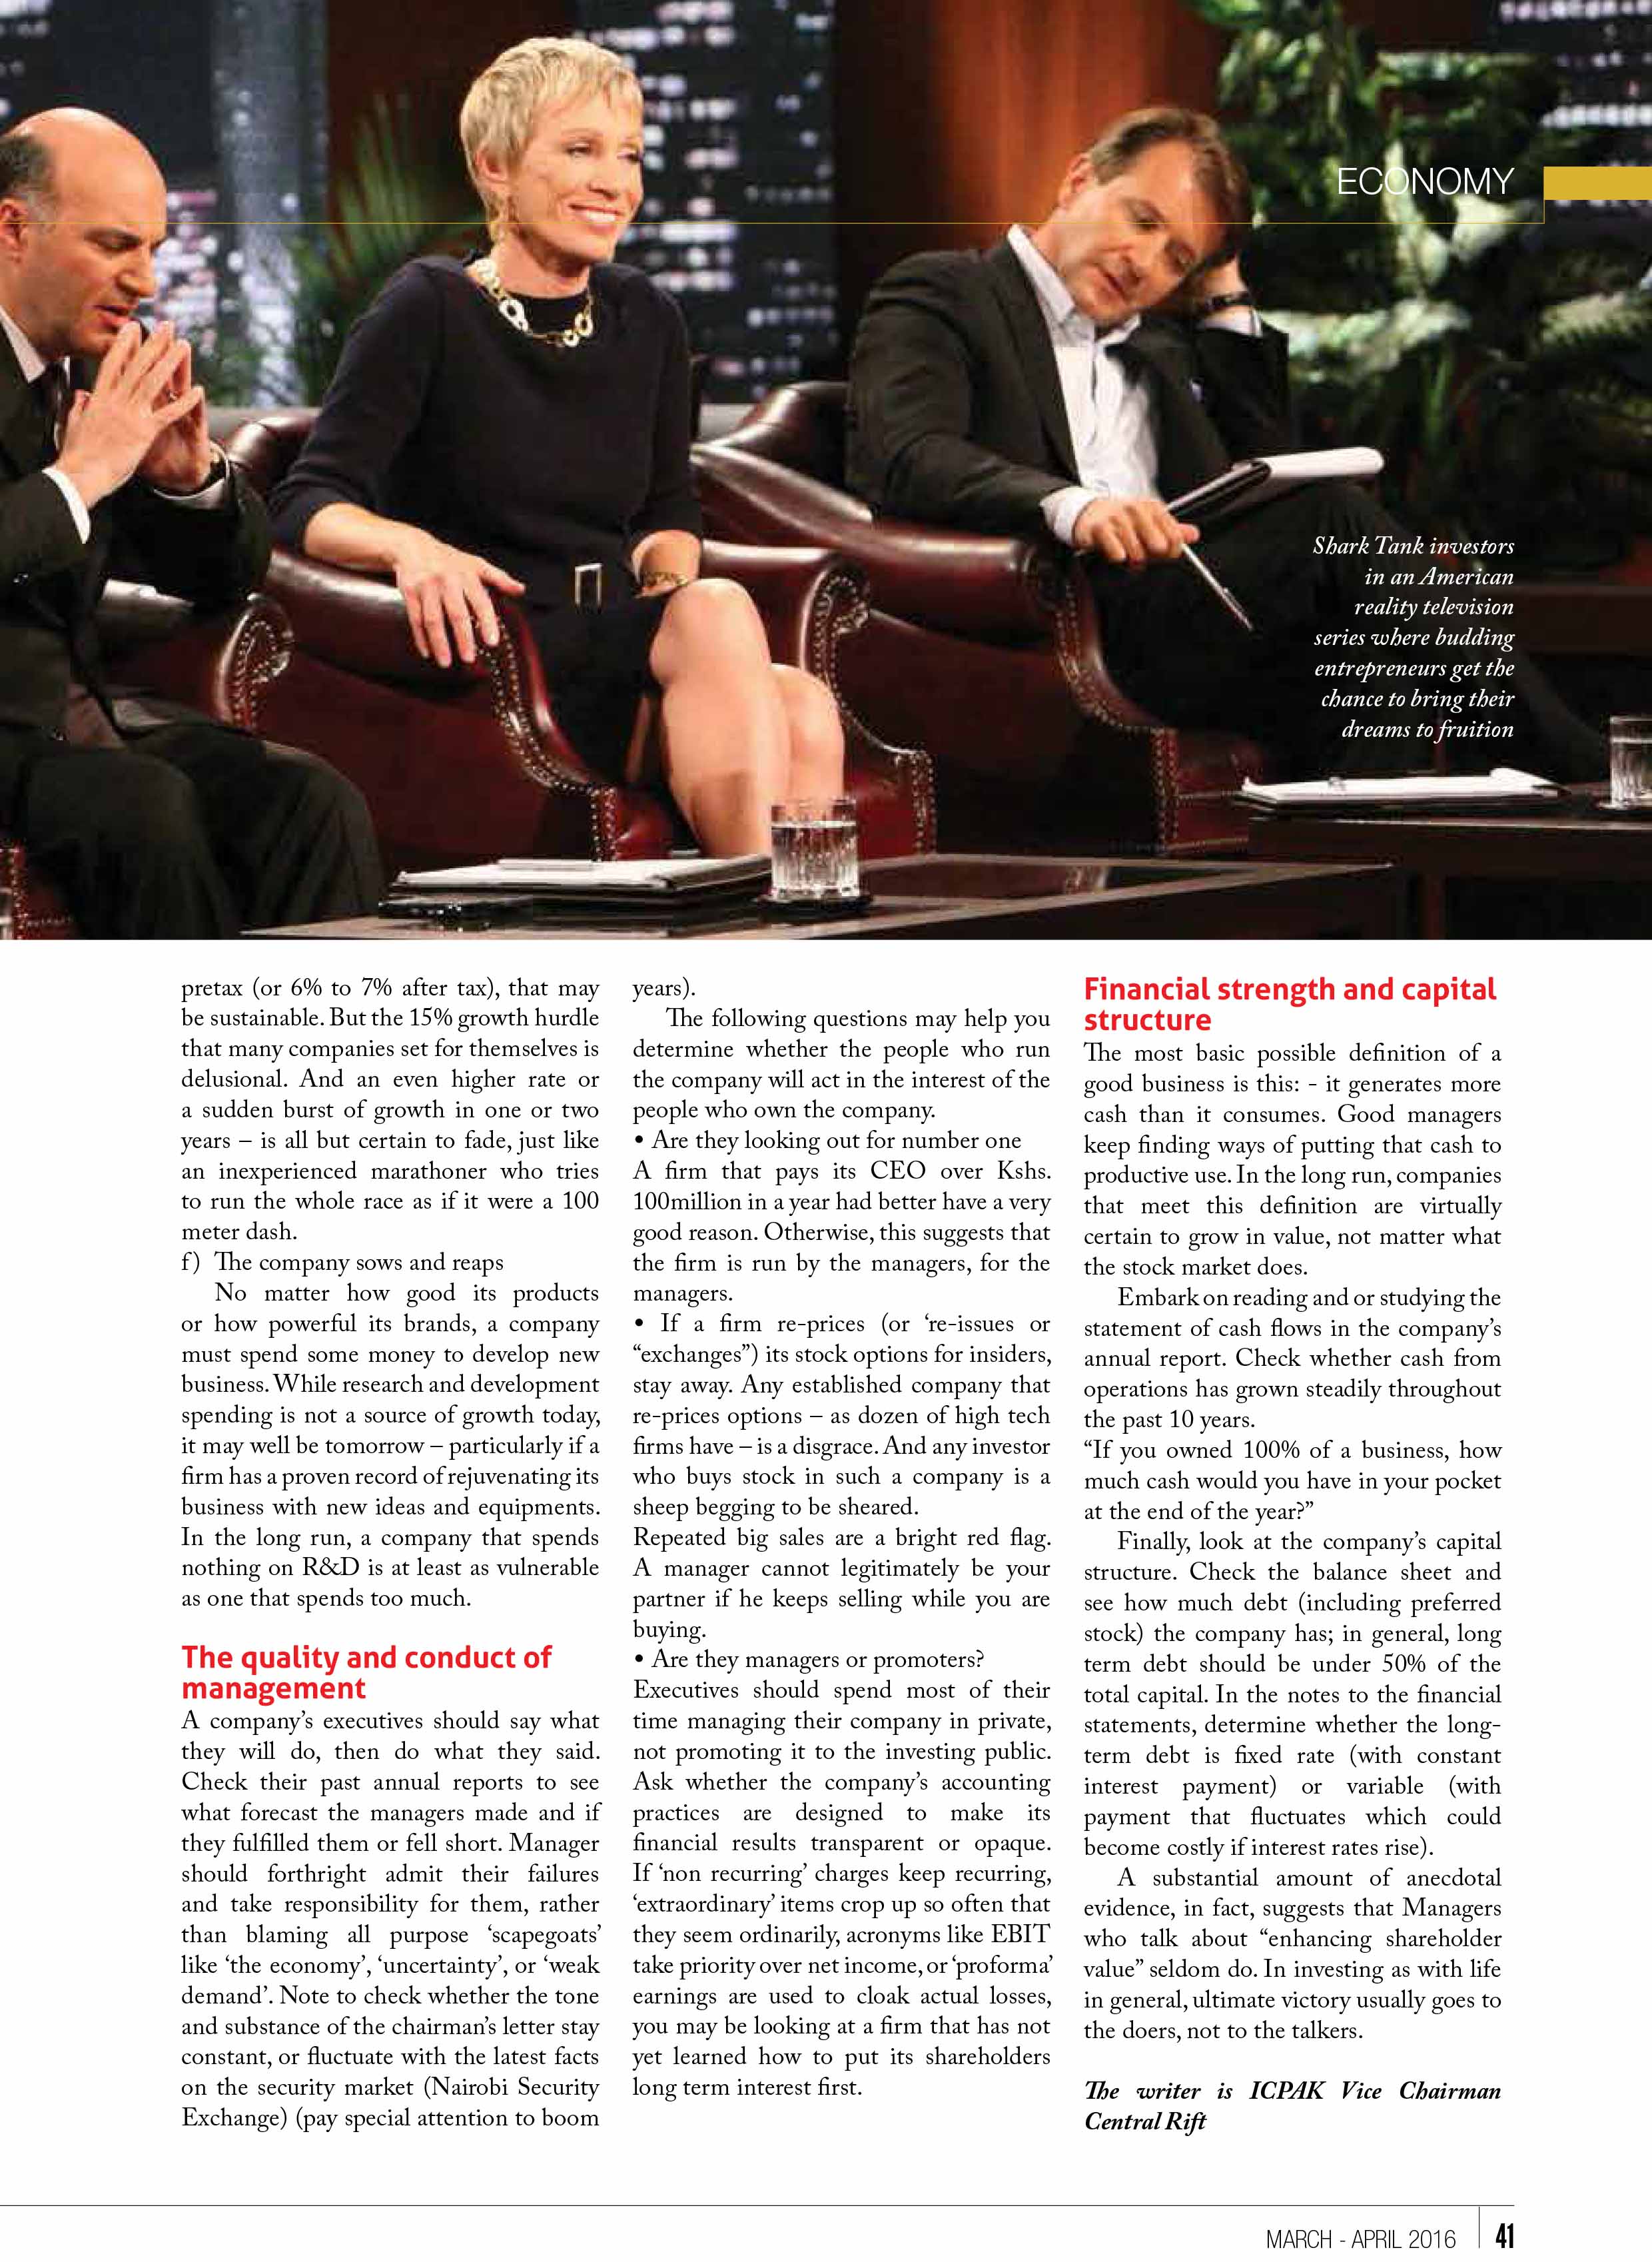 ECONOMY
Shark Tank investors
in an American
reality television
series where budding
entrepreneurs get the
chance to bring their
dreams to fruition
pretax (or 6% to 7% after tax), that may
be sustainable. But the 15% growth hurdle
that many companies set for themselves is
delusional. And an even higher rate or
a sudden burst of growth in one or two
years – is all but certain to fade, just like
an inexperienced marathoner who tries
to run the whole race as if it were a 100
meter dash.
f) The company sows and reaps
No matter how good its products
or how powerful its brands, a company
must spend some money to develop new
business. While research and development
spending is not a source of growth today,
it may well be tomorrow – particularly if a
firm has a proven record of rejuvenating its
business with new ideas and equipments.
In the long run, a company that spends
nothing on R&D is at least as vulnerable
as one that spends too much.
The quality and conduct of
management
A company's executives should say what
they will do, then do what they said.
Check their past annual reports to see
what forecast the managers made and if
they fulfilled them or fell short. Manager
should forthright admit their failures
and take responsibility for them, rather
than blaming all purpose 'scapegoats'
like 'the economy', 'uncertainty', or 'weak
demand'. Note to check whether the tone
and substance of the chairman's letter stay
constant, or fluctuate with the latest facts
on the security market (Nairobi Security
Exchange) (pay special attention to boom
years).
The following questions may help you
determine whether the people who run
the company will act in the interest of the
people who own the company.
• Are they looking out for number one
A firm that pays its CEO over Kshs.
100million in a year had better have a very
good reason. Otherwise, this suggests that
the firm is run by the managers, for the
managers.
• If a firm re-prices (or 're-issues or
"exchanges") its stock options for insiders,
stay away. Any established company that
re-prices options – as dozen of high tech
firms have – is a disgrace. And any investor
who buys stock in such a company is a
sheep begging to be sheared.
Repeated big sales are a bright red flag.
A manager cannot legitimately be your
partner if he keeps selling while you are
buying.
• Are they managers or promoters?
Executives should spend most of their
time managing their company in private,
not promoting it to the investing public.
Ask whether the company's accounting
practices are designed to make its
financial results transparent or opaque.
If 'non recurring' charges keep recurring,
'extraordinary' items crop up so often that
they seem ordinarily, acronyms like EBIT
take priority over net income, or 'proforma'
earnings are used to cloak actual losses,
you may be looking at a firm that has not
yet learned how to put its shareholders
long term interest first.
Financial strength and capital
structure
The most basic possible definition of a
good business is this: - it generates more
cash than it consumes. Good managers
keep finding ways of putting that cash to
productive use. In the long run, companies
that meet this definition are virtually
certain to grow in value, not matter what
the stock market does.
Embark on reading and or studying the
statement of cash flows in the company's
annual report. Check whether cash from
operations has grown steadily throughout
the past 10 years.
"If you owned 100% of a business, how
much cash would you have in your pocket
at the end of the year?"
Finally, look at the company's capital
structure. Check the balance sheet and
see how much debt (including preferred
stock) the company has; in general, long
term debt should be under 50% of the
total capital. In the notes to the financial
statements, determine whether the long-
term debt is fixed rate (with constant
interest payment) or variable (with
payment that fluctuates which could
become costly if interest rates rise).
A substantial amount of anecdotal
evidence, in fact, suggests that Managers
who talk about "enhancing shareholder
value" seldom do. In investing as with life
in general, ultimate victory usually goes to
the doers, not to the talkers.
The writer is ICPAK Vice Chairman
Central Rift
MARCH - APRIL 2016 41